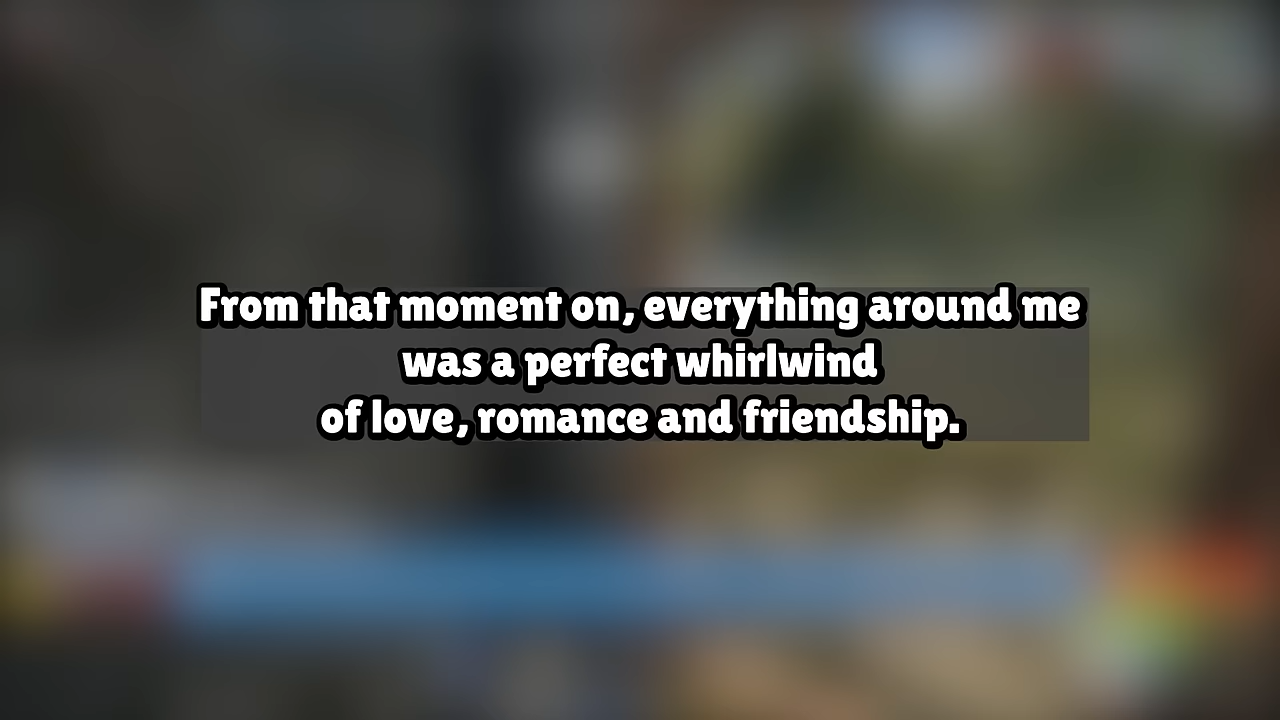 From that moment on, everything around me
was a perfect whirlwind
of love, romance and friendship.